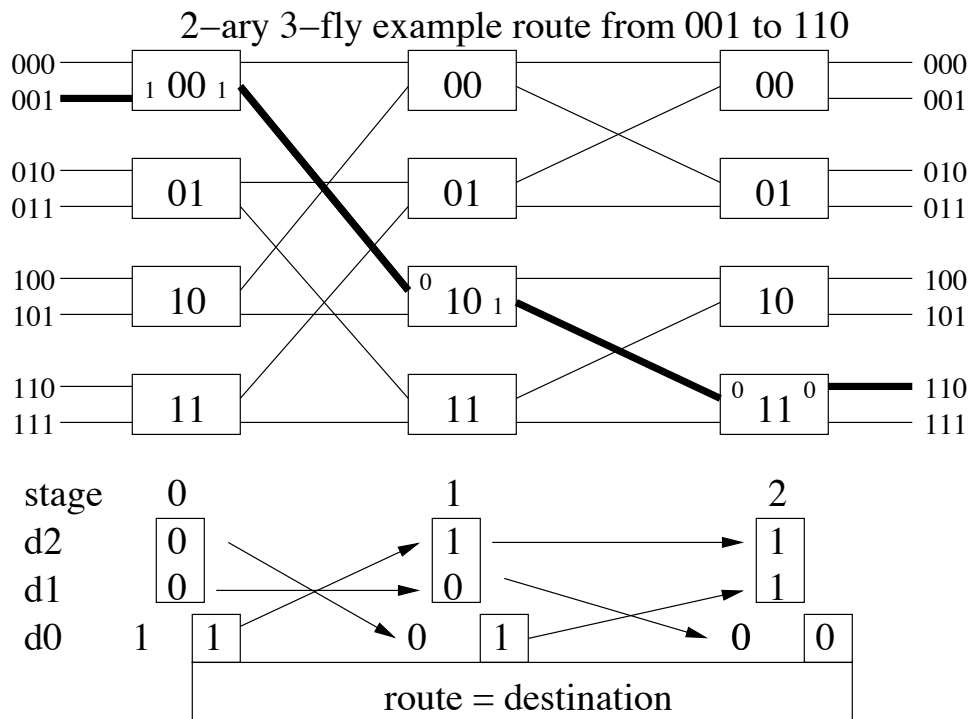 2−ary 3−fly example route from 001 to 110
000 000
1 00 1 00 00
001 001
010 010
01 01 01
011 011
100 0 100
10 10 1 10
101 101
110 0 0 110
11 11 11
111 111
stage 0 1 2
d2 0 1 1
d1 0 0 1
d0 1 1 0 1 0 0
route = destination